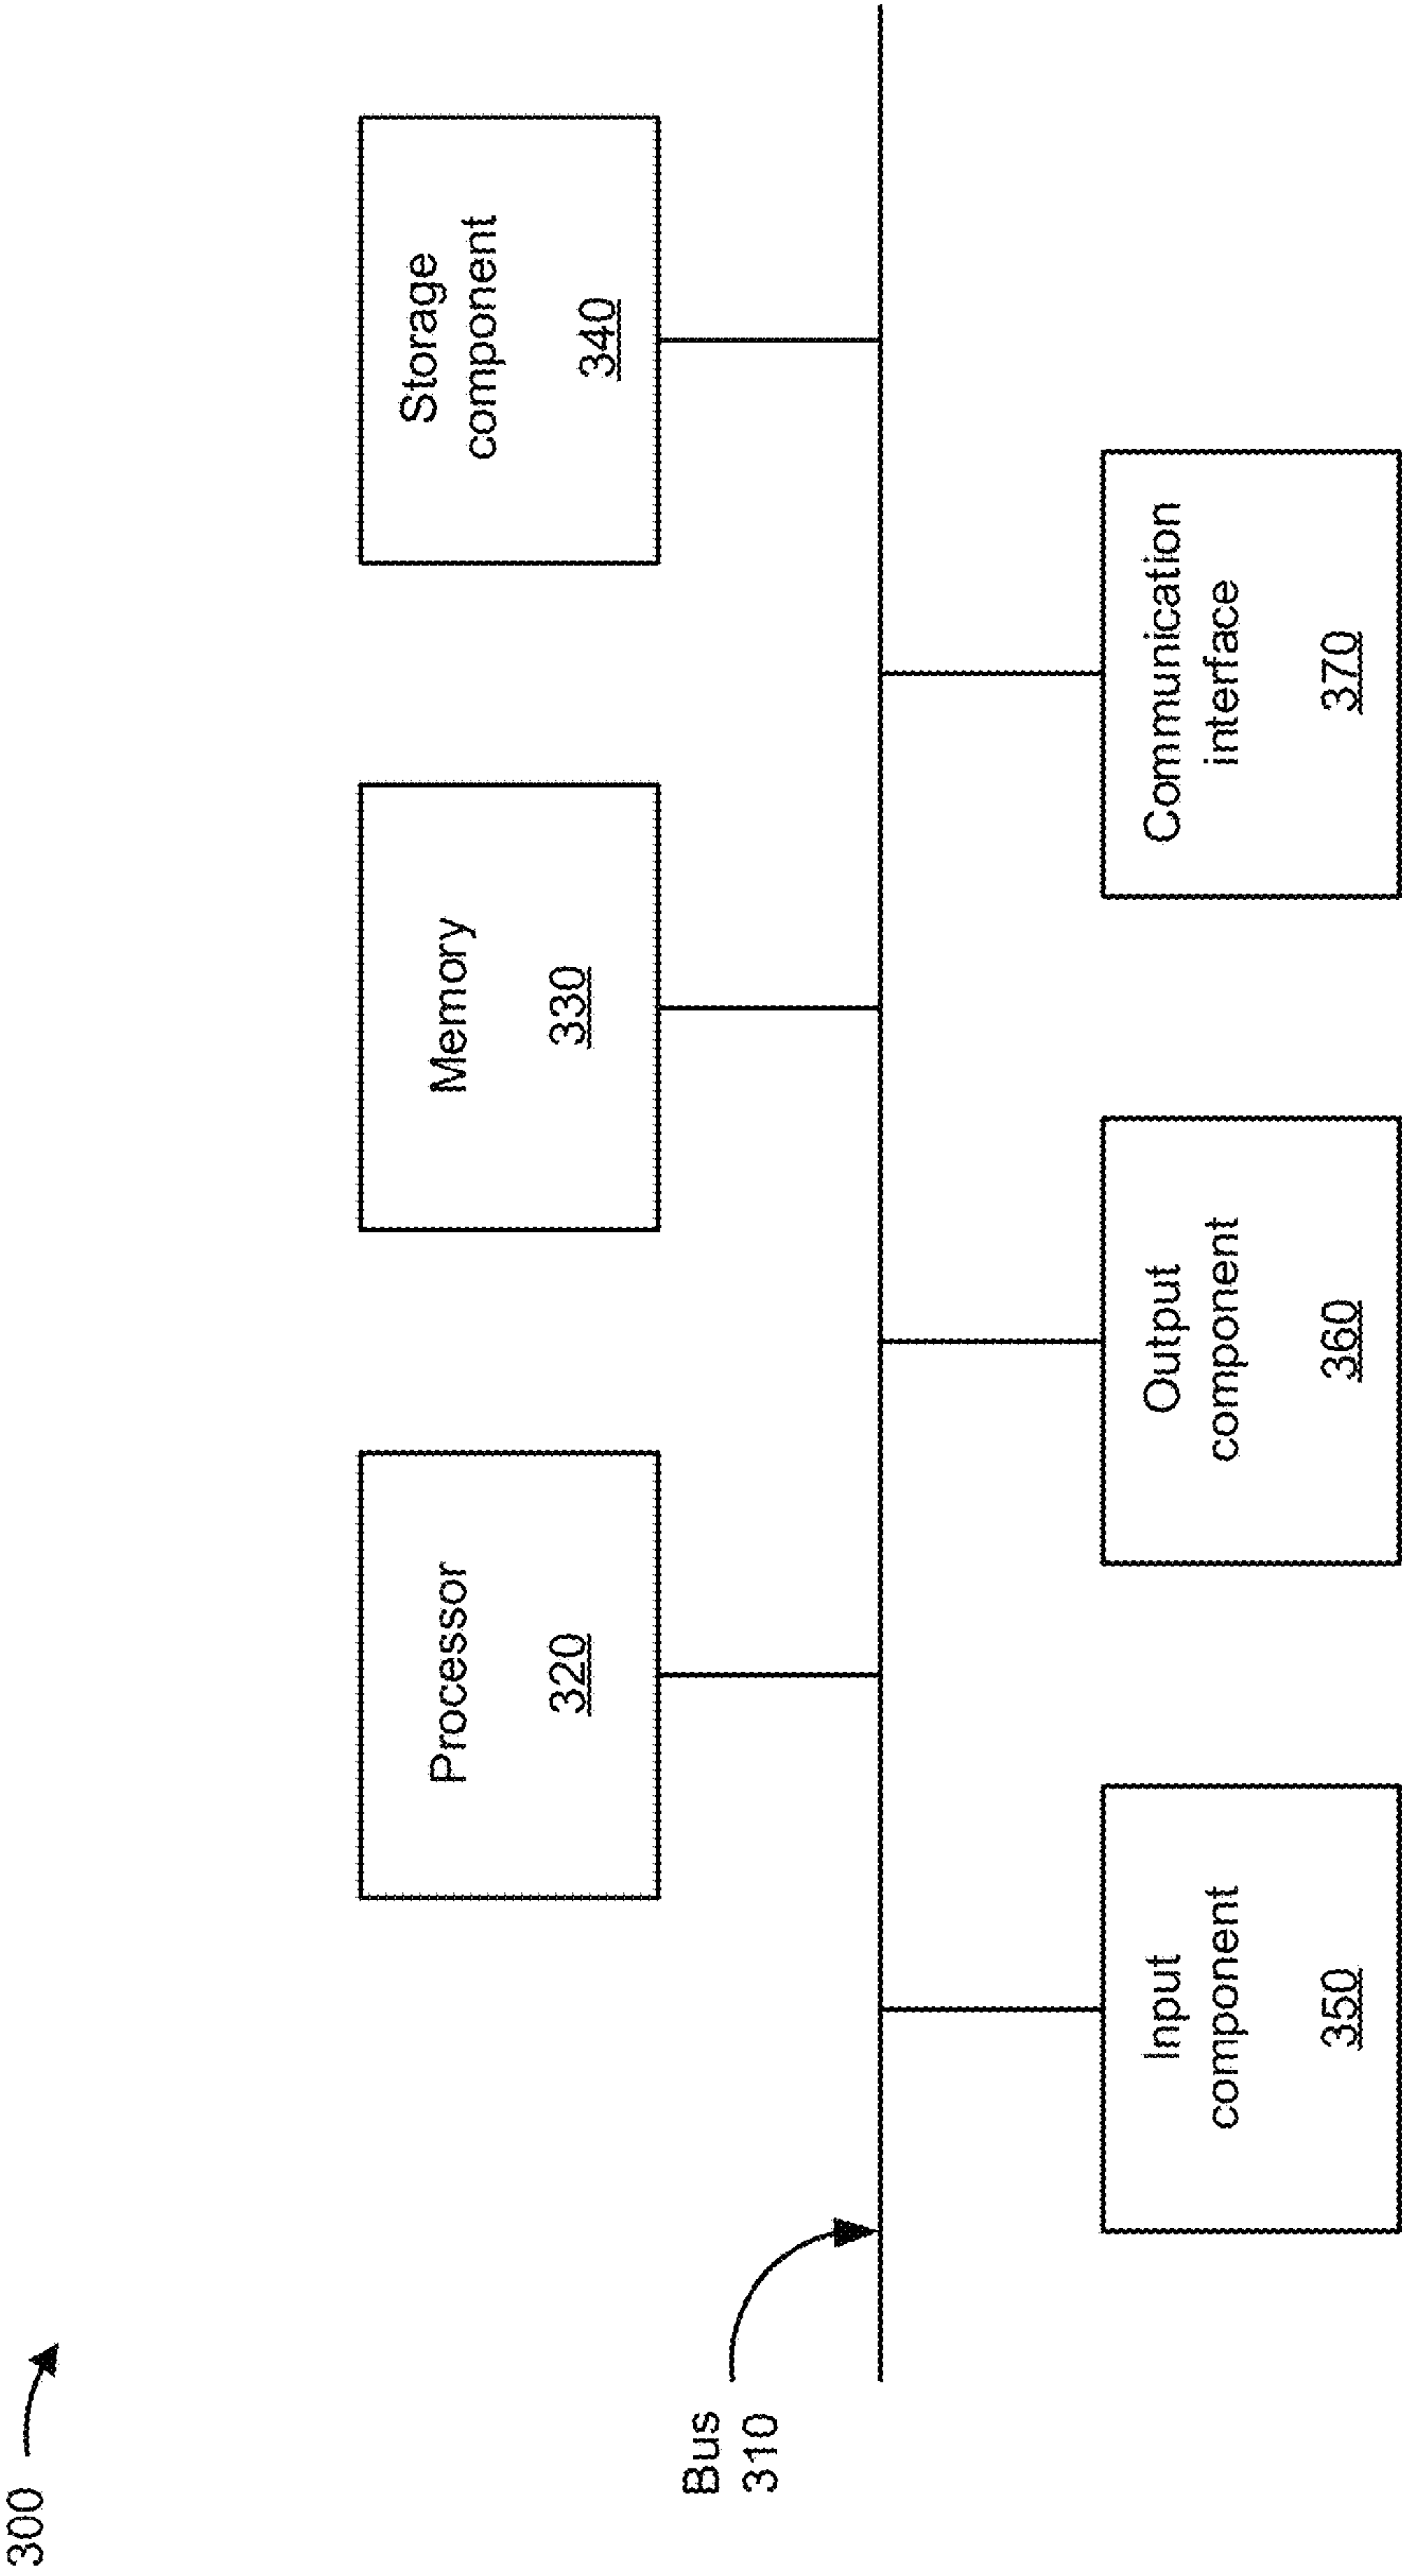 300
Processor
320
Memory
330
Storage
component
340
Bus
310
Input
component
350
Output
component
360
Communication
interface
370